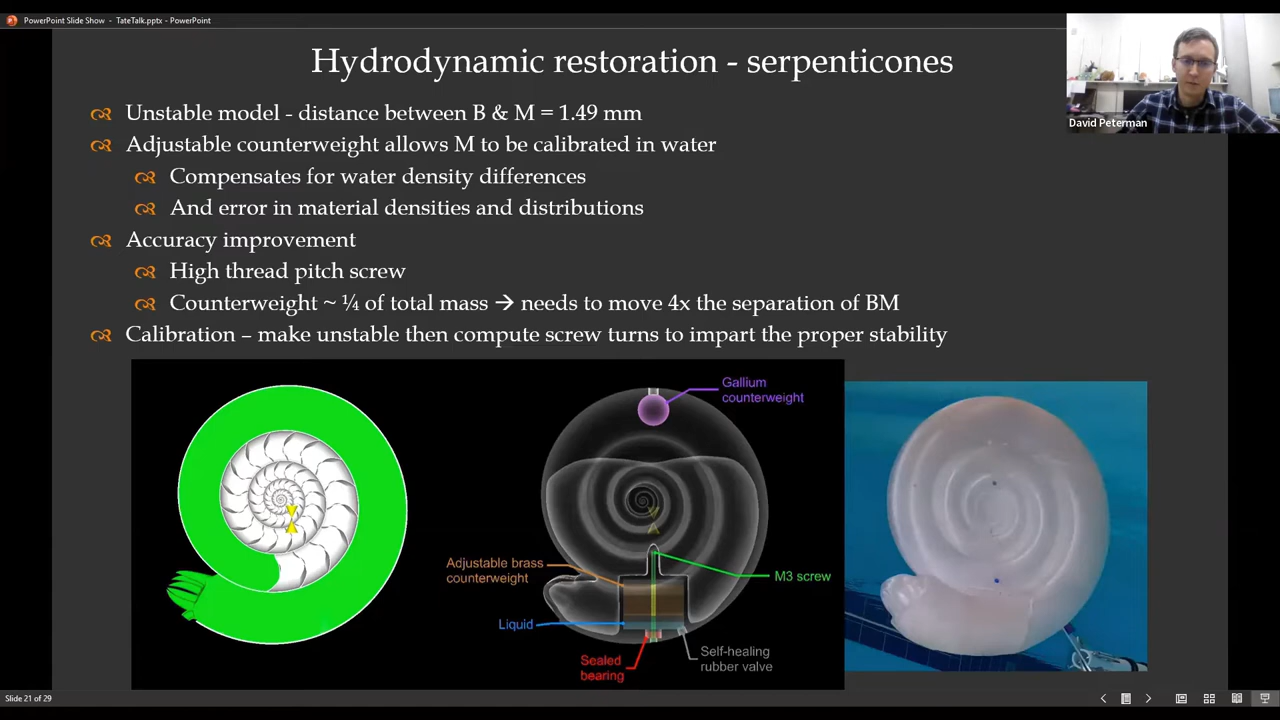 PowerPoint Slide Show - TateTalk.pptx - PowerPoint
Hydrodynamic restoration - serpenticones
David Peterman
Unstable model - distance between B & M = 1.49 mm
Adjustable counterweight allows M to be calibrated in water
Compensates for water density differences
And error in material densities and distributions
Accuracy improvement
High thread pitch screw
Counterweight ~ ¼ of total mass → needs to move 4x the separation of BM
Calibration – make unstable then compute screw turns to impart the proper stability
Gallium
counterweight
Adjustable brass
counterweight
M3 screw
Liquid
Self-healing
rubber valve
Sealed
bearing
Slide 21 of 29